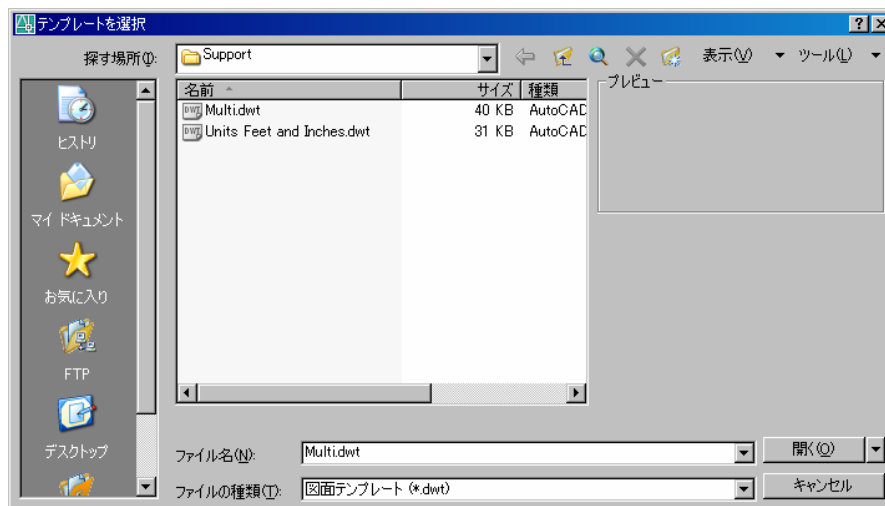 テンプレートを選択
探す場所(I):
Support
表示(V)
ツール(L)
ヒストリ
マイ ドキュメント
お気に入り
FTP
デスクトップ
名前
サイズ
種類
Multi.dwt
40 KB
AutoCAD
Units Feet and Inches.dwt
31 KB
AutoCAD
プレビュー
ファイル名(N):
Multi.dwt
開く(O)
ファイルの種類(T):
図面テンプレート (*.dwt)
キャンセル